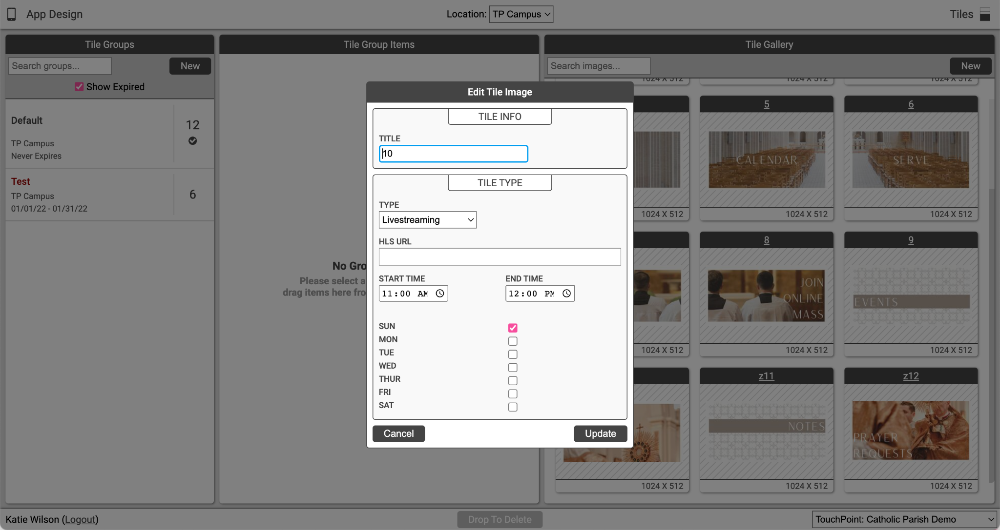 App Design
Location: TP Campus
Tiles
Tile Groups
Search groups...
New
Show Expired
Default
12
TP Campus
Never Expires
Test
TP Campus
6
01/01/22 - 01/31/22
Tile Group Items
No Gro
Please select a
drag items here fro
Tile Gallery
Search images...
New
1024 X 512
1024 X 512
1024 X 512
5
6
CALENDAR
SERVE
1024 X 512
1024 X 512
1024 X 512
8
9
JOIN
ONLINE
MASS
EVENTS
1024 X 512
1024 X 512
1024 X 512
z11
z12
NOTES
PRAYER
REQUESTS
1024 X 512
1024 X 512
1024 X 512
Edit Tile Image
TILE INFO
TITLE
10
TILE TYPE
TYPE
Livestreaming
HLS URL
START TIME
END TIME
11:00 AM
12:00 PM
SUN
MON
TUE
WED
THUR
FRI
SAT
Cancel
Update
Katie Wilson (Logout)
Drop To Delete
TouchPoint: Catholic Parish Demo